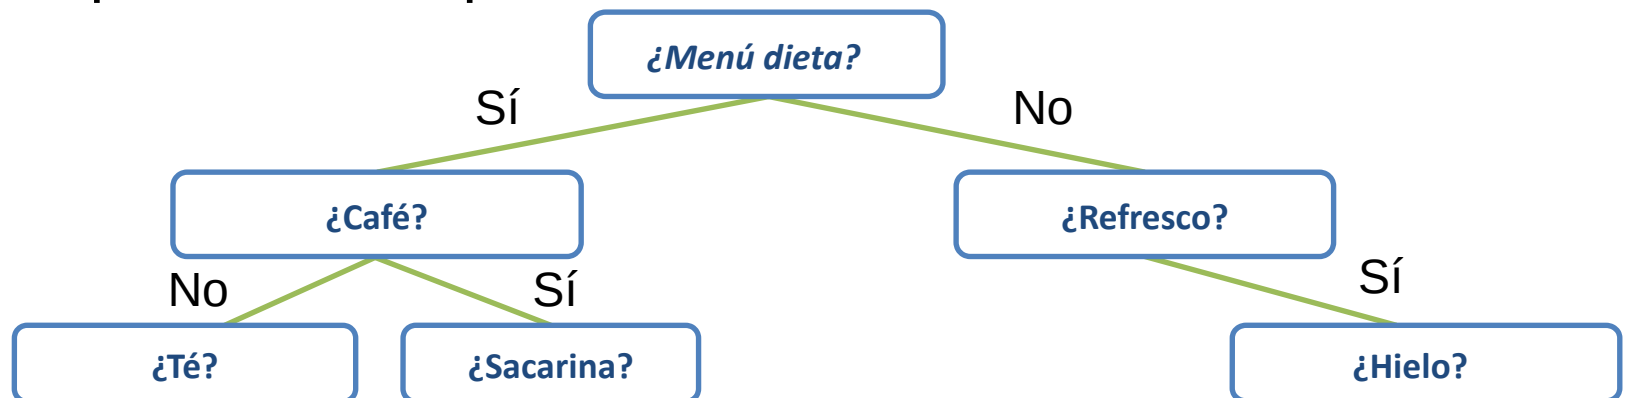 ¿Menú dieta?
Sí
No
¿Café?
¿Refresco?
No
Sí
Sí
¿Té?
¿Sacarina?
¿Hielo?